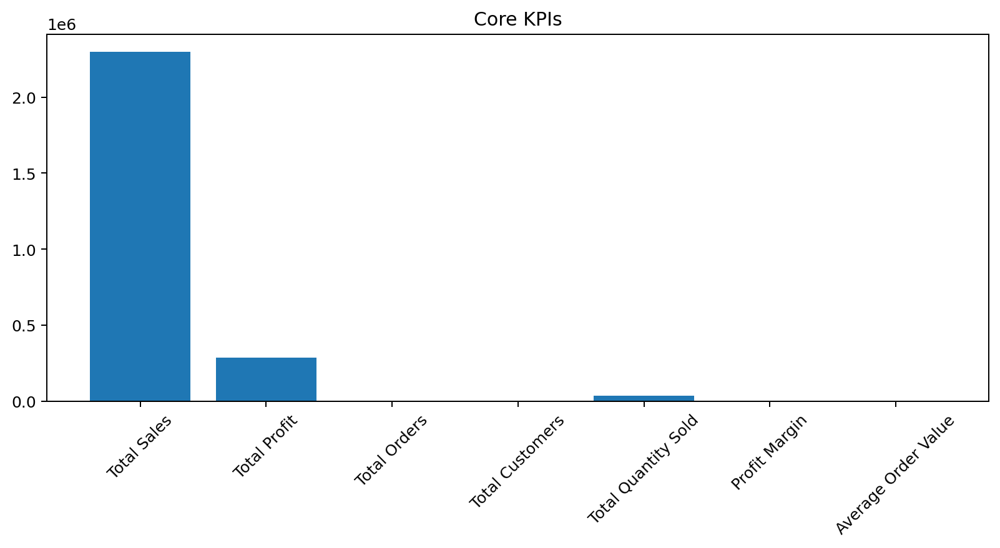 Core KPIs
1e6
2.0
1.5
1.0
0.5
0.0
Total Sales
Total Profit
Total Orders
Total Customers
Total Quantity Sold
Profit Margin
Average Order Value